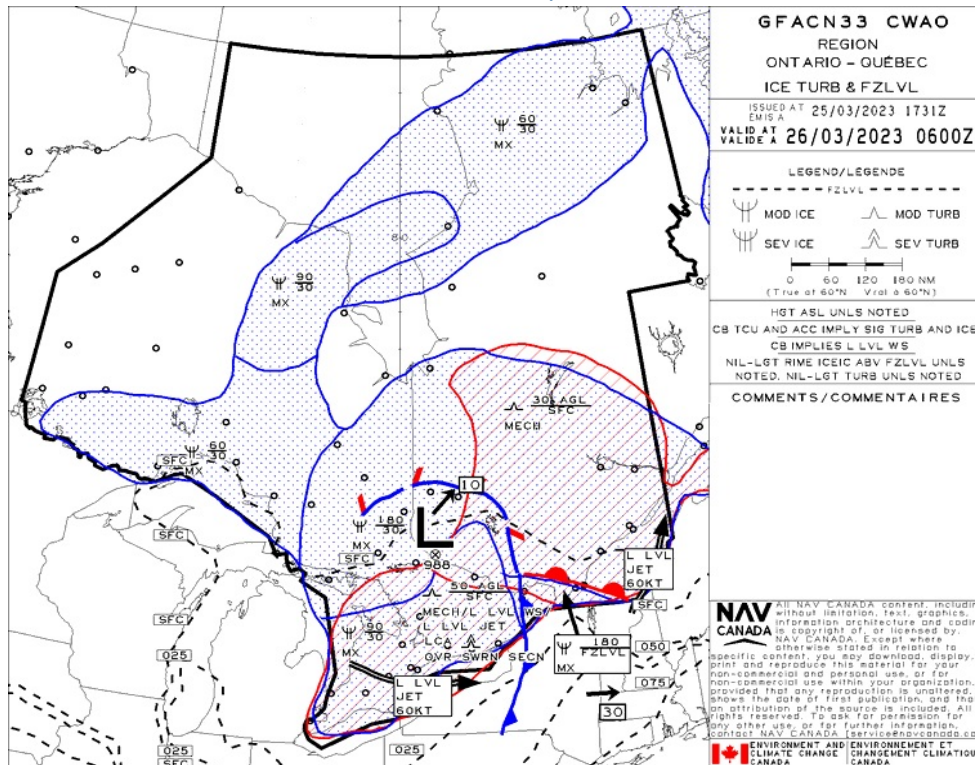 GFACN33 CWAO
REGION
ONTARIO - QUÉBEC
ICE TURB & FZLVL
ISSUED AT
ÉMIS À
25/03/2023 1731Z
VALID AT
VALIDE À
26/03/2023 0600Z
LEGEND/LÉGENDE
FZLVL
MOD ICE
MOD TURB
SEV ICE
SEV TURB
0 60 120 180 NM
(True at 60°N Vrai à 60°N)
HGT ASL UNLS NOTED
CB TCU AND ACC IMPLY SIG TURB AND ICE
CB IMPLIES L LVL WS
NIL-LGT RIME ICEIC ABV FZLVL UNLS
NOTED. NIL-LGT TURB UNLS NOTED
COMMENTS/COMMENTAIRES
60
30
MX
80
90
30
MX
30 AGL
SFC
MECH
60
30
MX
SFC
10
180
30
MX
SFC
SFC
L
988
50 AGL
SFC
MECH/L LVL WS/
L LVL JET
LCA
OVR SWRN SECN
L LVL
JET
60KT
SFC
90
30
MX
SFC
025
025
L LVL
JET
60KT
180
FZLVL
MX
050
075
30
025
025
SFC
NAV
CANADA
All NAV CANADA content, including
without limitation, text, graphics,
information architecture and coding
is copyright of, or licensed by,
NAV CANADA. Except where
otherwise stated in relation to
specific content, you may download, display,
print and reproduce this material for your
non-commercial and personal use, or for
non-commercial use within your organization,
provided that any reproduction is unaltered,
shows the date of first publication, and tha
an attribution of the source is included. All
rights reserved. To ask for permission for
any other use, or for further information,
contact NAV CANADA [service@navcanada.ca
ENVIRONMENT AND
CLIMATE CHANGE
CANADA
ENVIRONNEMENT ET
CHANGEMENT CLIMATIQU
CANADA